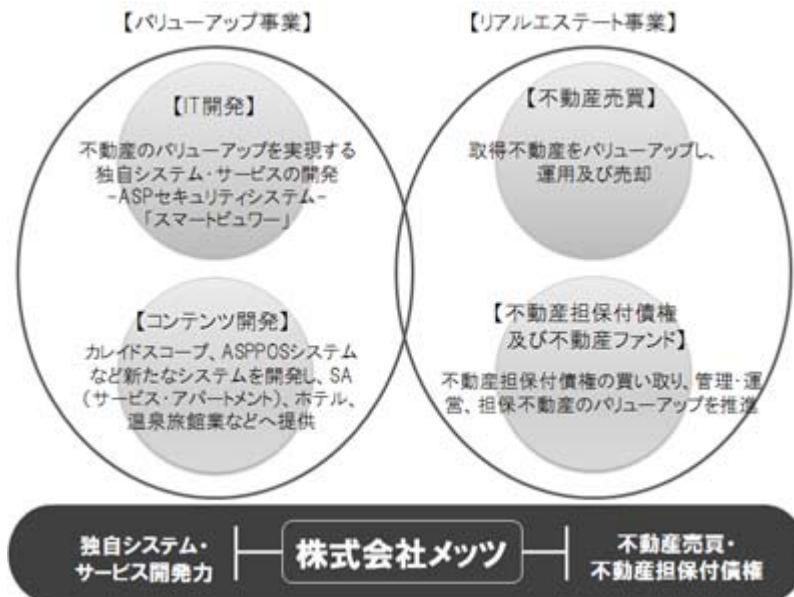 【バリューアップ事業】
【IT開発】
不動産のバリューアップを実現する
独自システム・サービスの開発
-ASPセキュリティシステム-
「スマートビュワー」
【コンテンツ開発】
カレイドスコープ、ASPPOSシステム
など新たなシステムを開発し、SA
(サービス・アパートメント)、ホテル、
温泉旅館業などへ提供
【リアルエステート事業】
【不動産売買】
取得不動産をバリューアップし、
運用及び売却
【不動産担保付債権
及び不動産ファンド】
不動産担保付債権の買い取り、管理・運
営、担保不動産のバリューアップを推進
独自システム・
サービス開発力
株式会社メッツ
不動産売買・
不動産担保付債権